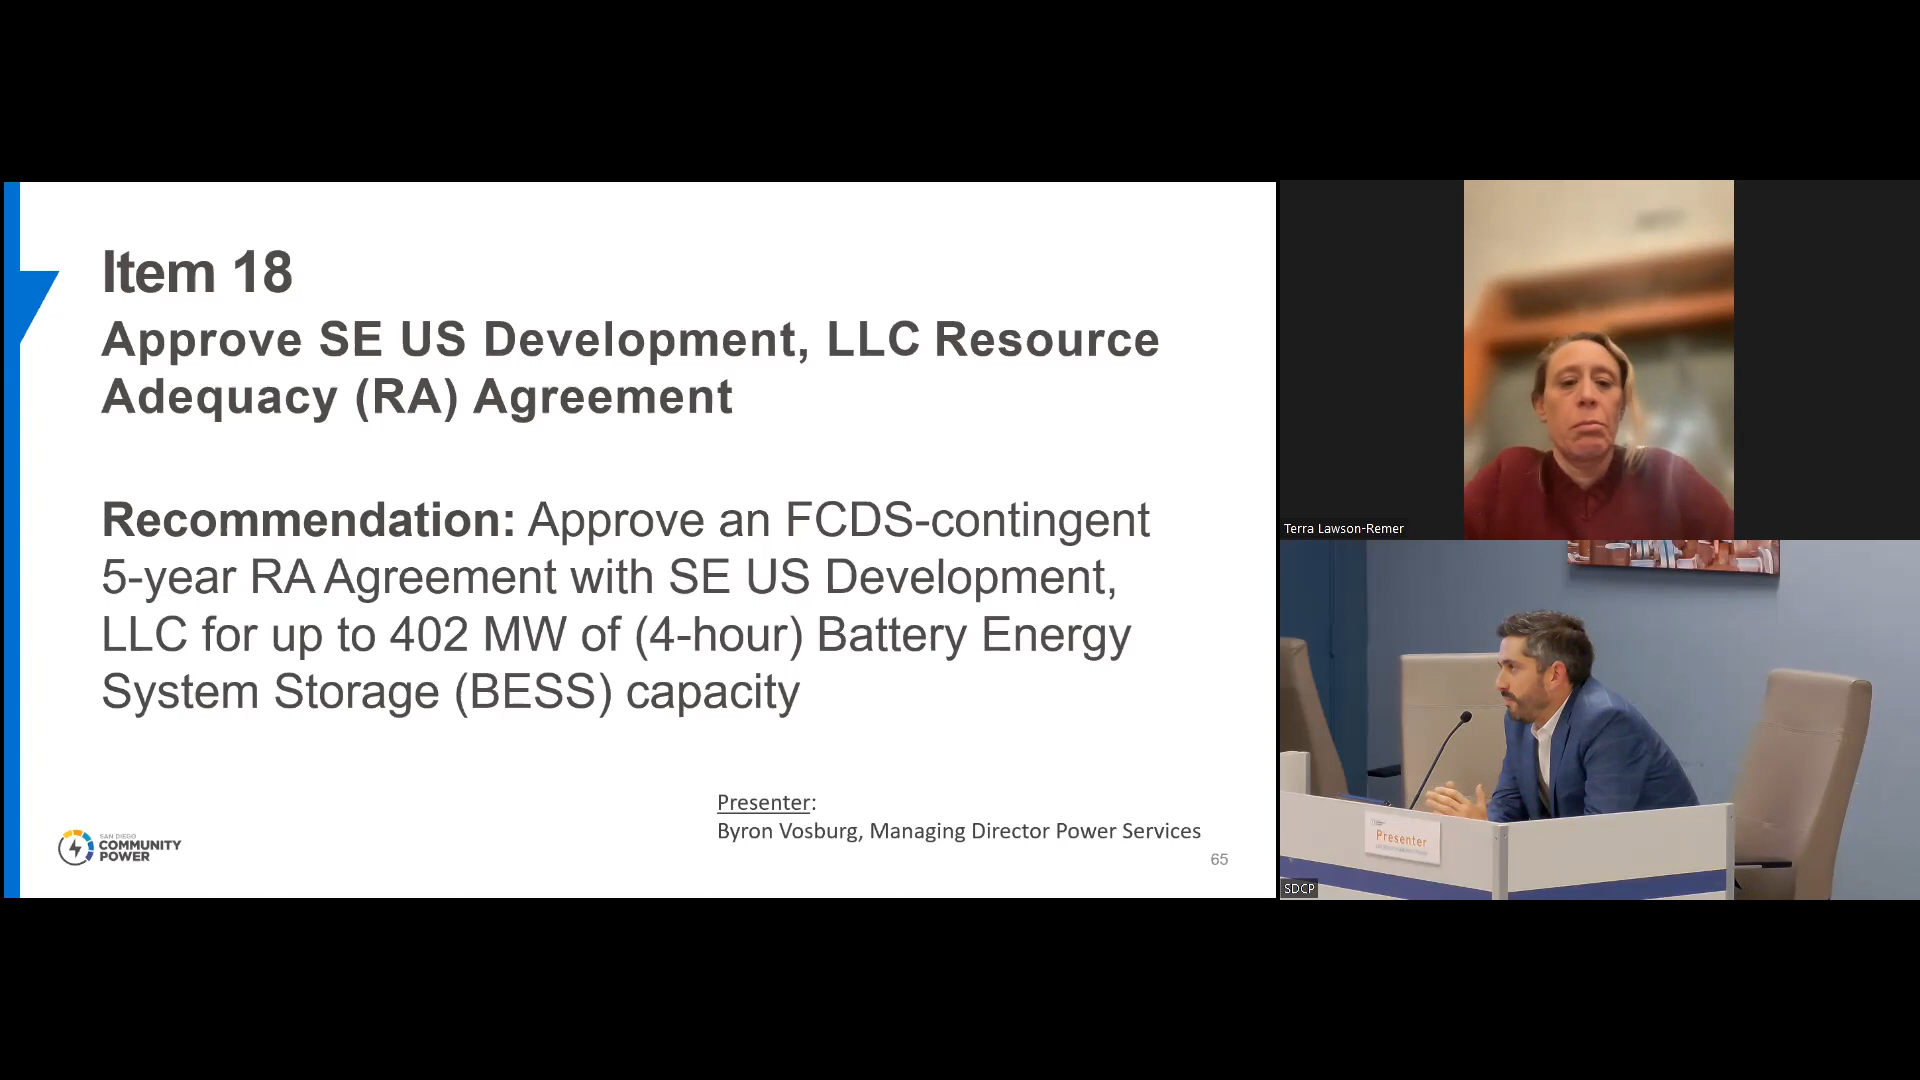 Item 18
Approve SE US Development, LLC Resource
Adequacy (RA) Agreement
Recommendation: Approve an FCDS-contingent
5-year RA Agreement with SE US Development,
LLC for up to 402 MW of (4-hour) Battery Energy
System Storage (BESS) capacity
Presenter:
Byron Vosburg, Managing Director Power Services
65
SAN DIEGO
COMMUNITY
POWER
Terra Lawson-Remer
Presenter
SDCP